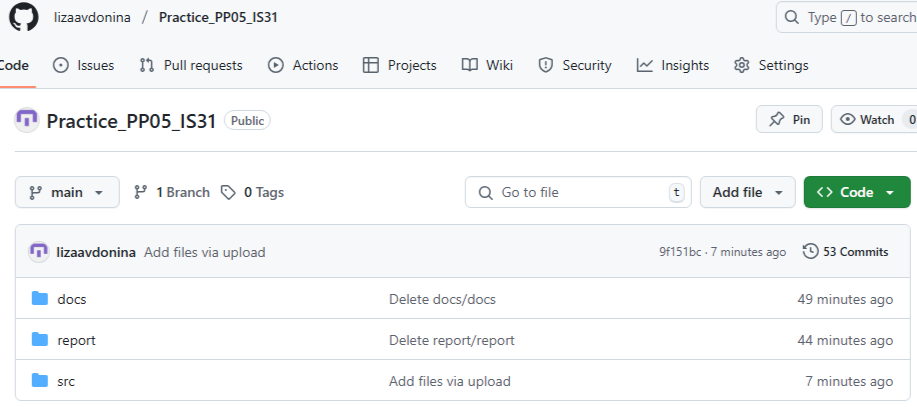 lizaavdonina / Practice_PP05_IS31
Type / to search
Code Issues Pull requests Actions Projects Wiki Security Insights Settings
Practice_PP05_IS31 Public Pin Watch 0
main 1 Branch 0 Tags Go to file t Add file <> Code
lizaavdonina Add files via upload 9f151bc · 7 minutes ago 53 Commits
docs Delete docs/docs 49 minutes ago
report Delete report/report 44 minutes ago
src Add files via upload 7 minutes ago